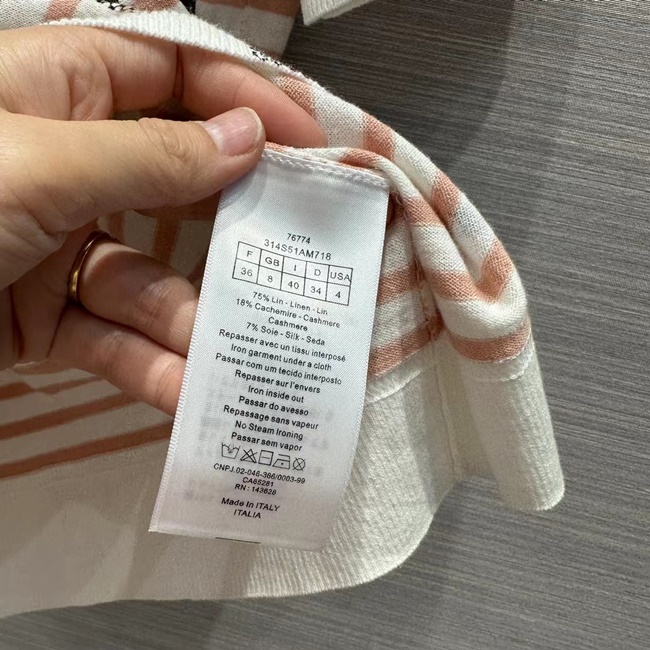 76774
314S51AM718
F GB I D USA
36 8 40 34 4
75% Lin - Linen - Lin
18% Cachemire - Cashmere
Cashmere
7% Soie - Silk - Seda
Repasser avec un tissu interposé
Iron garment under a cloth
Passar com um tecido interposto
Repasser sur l'envers
Iron inside out
Passar do avesso
Repassage sans vapeur
No Steam Ironing
Passar sem vapor
CNPJ.02-046-366/0003-99
CA65281
RN : 143628
Made in ITALY
ITALIA